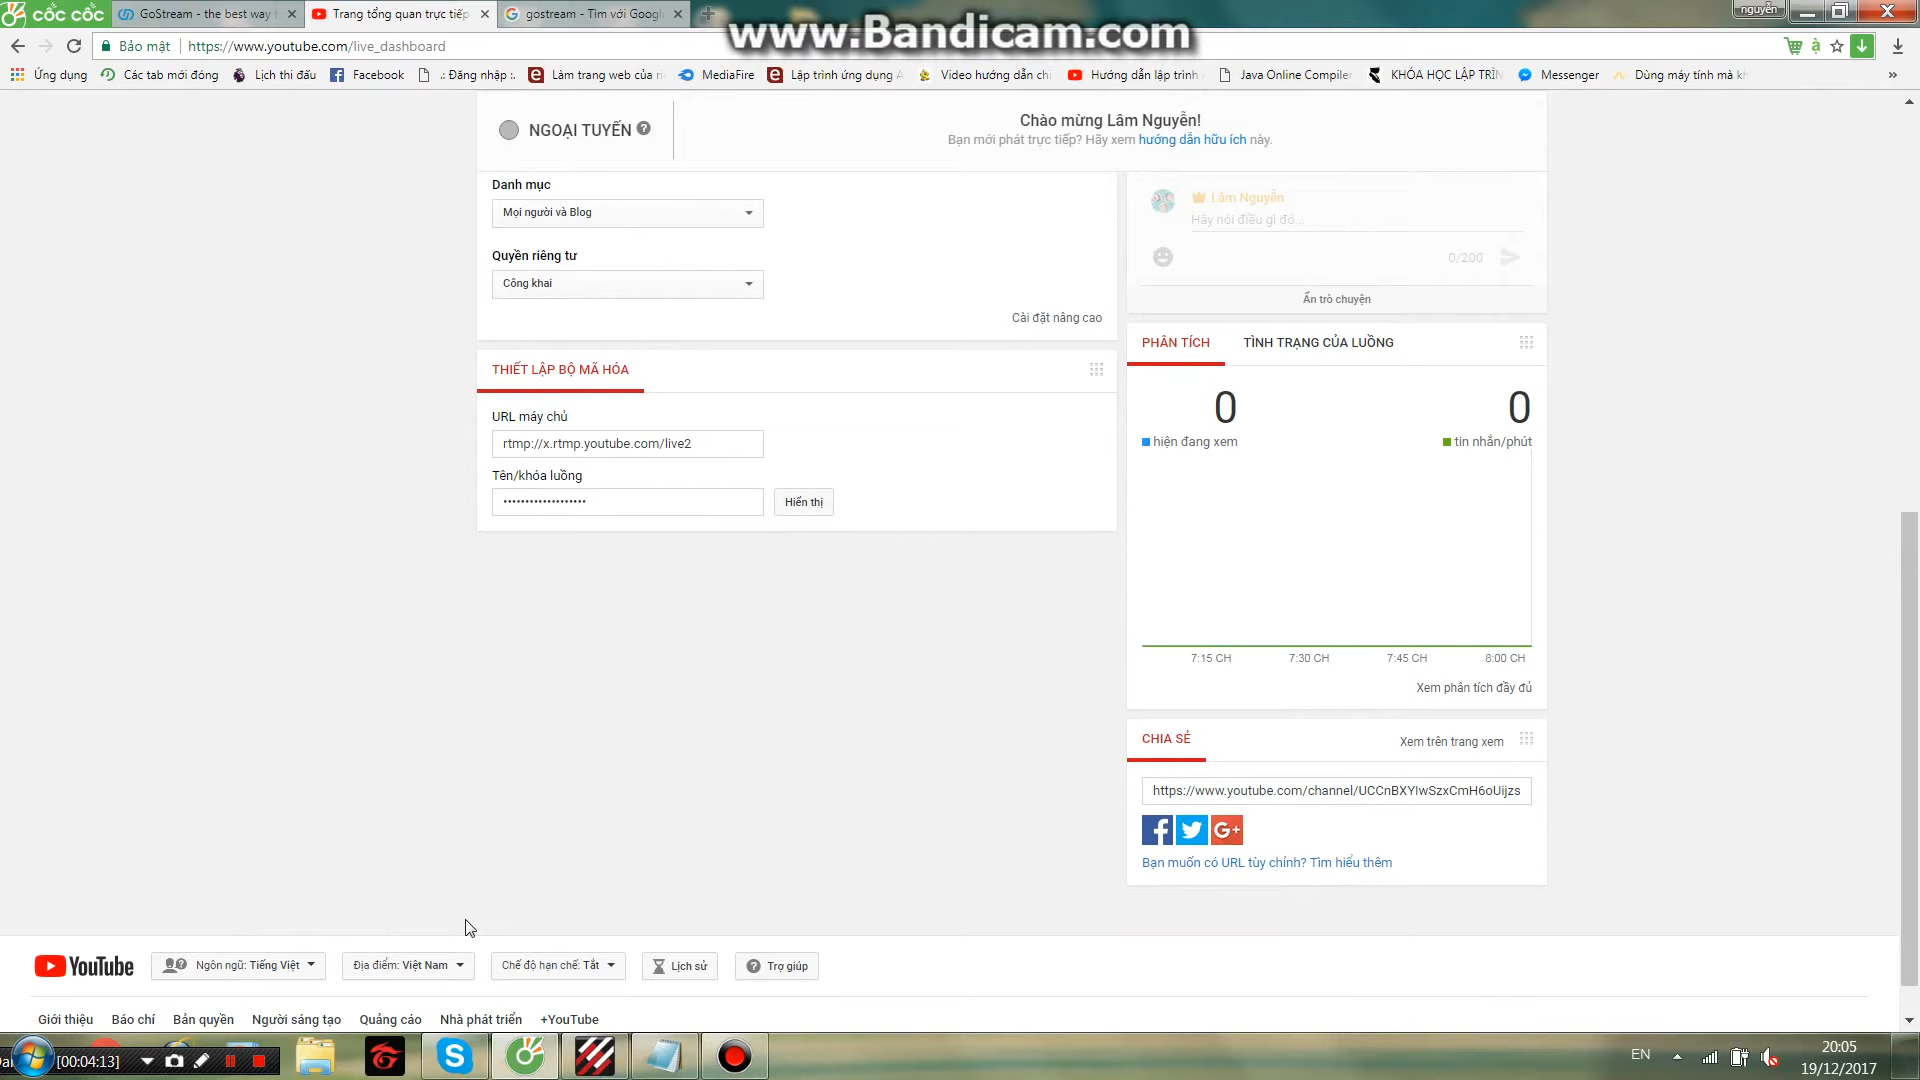 www.Bandicam.com
cốc cốc
GoStream - the best way
Trang tổng quan trực tiếp
gostream - Tìm với Googl
nguyễn
Bảo mật
https://www.youtube.com/live_dashboard
Ứng dụng
Các tab mới đóng
Lịch thi đấu
Facebook
.: Đăng nhập :.
Làm trang web của
Lập trình ứng dụng
MediaFire
Video hướng dẫn
Hướng dẫn lập trình
Java Online Compiler
KHÓA HỌC LẬP TRÌN
Messenger
Dùng máy tính mà
NGOẠI TUYẾN
Chào mừng Lâm Nguyễn!
Bạn mới phát trực tiếp? Hãy xem hướng dẫn hữu ích này.
Danh mục
Mọi người và Blog
Quyền riêng tư
Công khai
Cài đặt nâng cao
Lâm Nguyễn
Hãy nói điều gì đó...
0/200
Ẩn trò chuyện
THIẾT LẬP BỘ MÃ HÓA
URL máy chủ
rtmp://x.rtmp.youtube.com/live2
Tên/khóa luồng
•••••••••••••••••••
Hiển thị
PHÂN TÍCH
TÌNH TRẠNG CỦA LUỒNG
0
0
hiện đang xem
tin nhắn/phút
7:15 CH
7:30 CH
7:45 CH
8:00 CH
Xem phân tích đầy đủ
CHIA SẺ
Xem trên trang xem
https://www.youtube.com/channel/UCCnBXYIwSzxCmH6oUijzs
G+
Bạn muốn có URL tùy chỉnh? Tìm hiểu thêm
YouTube
Ngôn ngữ: Tiếng Việt
Địa điểm: Việt Nam
Chế độ hạn chế: Tắt
Lịch sử
Trợ giúp
Giới thiệu
Báo chí
Bản quyền
Người sáng tạo
Quảng cáo
Nhà phát triển
+YouTube
[00:04:13]
EN
20:05
19/12/2017